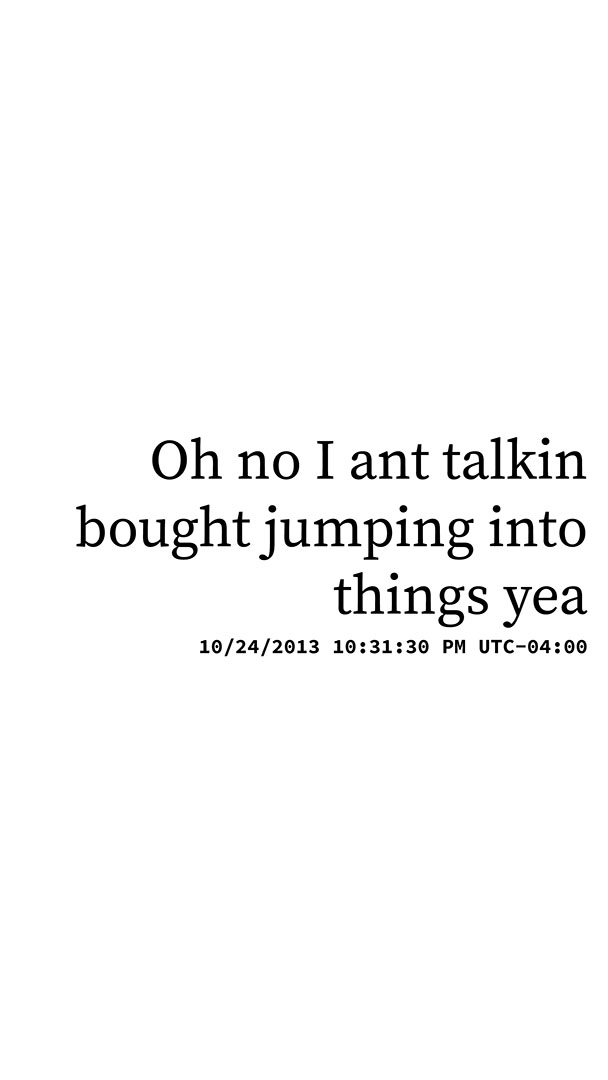 Oh no I ant talkin
bought jumping into
things yea
10/24/2013 10:31:30 PM UTC−04:00